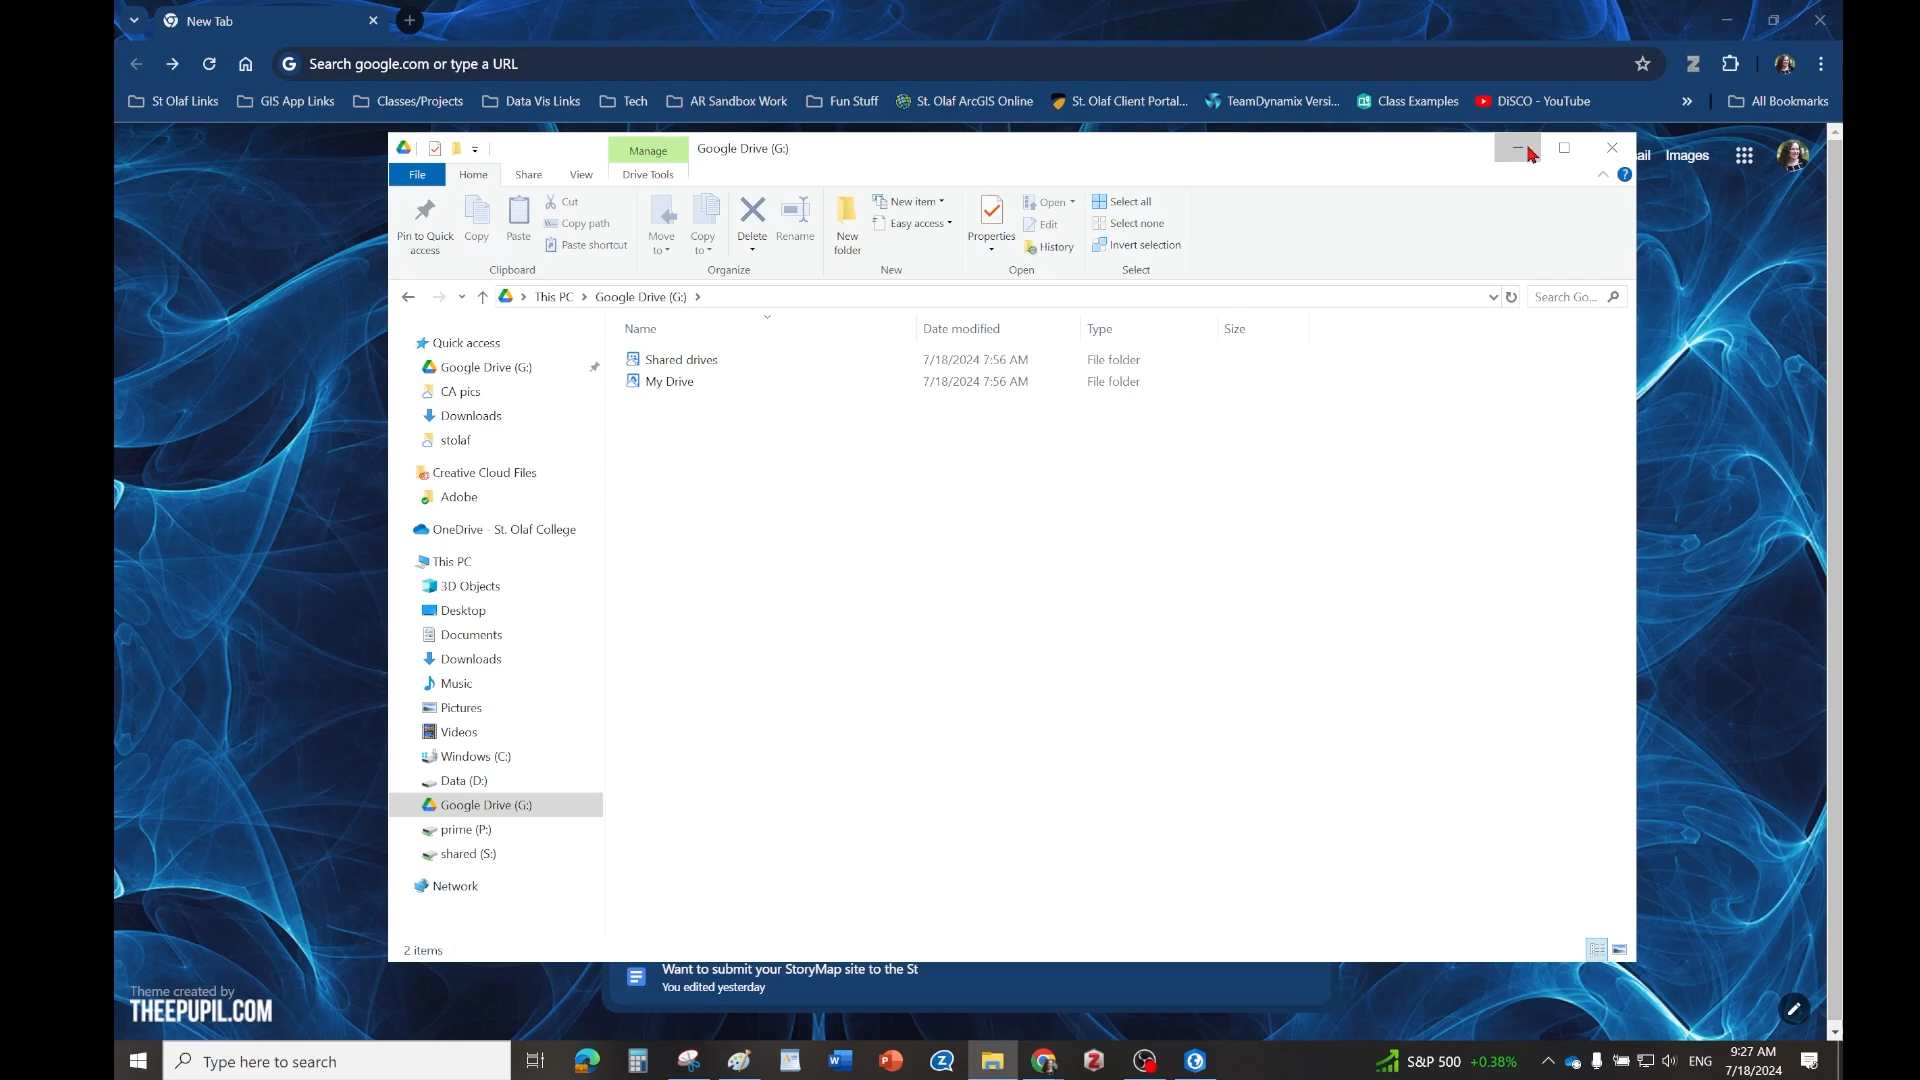 New Tab
Search google.com or type a URL
St Olaf Links
GIS App Links
Classes/Projects
Data Vis Links
Tech
AR Sandbox Work
Fun Stuff
St. Olaf ArcGIS Online
St. Olaf Client Portal...
TeamDynamix Versi...
Class Examples
DiSCO - YouTube
»
All Bookmarks
Manage
Google Drive (G:)
ail
Images
File
Home
Share
View
Drive Tools
Pin to Quick access
Copy
Paste
Cut
Copy path
Paste shortcut
Clipboard
Move to
Copy to
Delete
Rename
Organize
New folder
New item
Easy access
New
Properties
Open
Edit
History
Open
Select all
Select none
Invert selection
Select
This PC
Google Drive (G:)
Search Go...
Name
Date modified
Type
Size
Shared drives
7/18/2024 7:56 AM
File folder
My Drive
7/18/2024 7:56 AM
File folder
Quick access
Google Drive (G:)
CA pics
Downloads
stolaf
Creative Cloud Files
Adobe
OneDrive - St. Olaf College
This PC
3D Objects
Desktop
Documents
Downloads
Music
Pictures
Videos
Windows (C:)
Data (D:)
Google Drive (G:)
prime (P:)
shared (S:)
Network
2 items
Want to submit your StoryMap site to the St
You edited yesterday
Theme created by
THEEPUPIL.COM
Type here to search
S&P 500 +0.38%
ENG
9:27 AM
7/18/2024